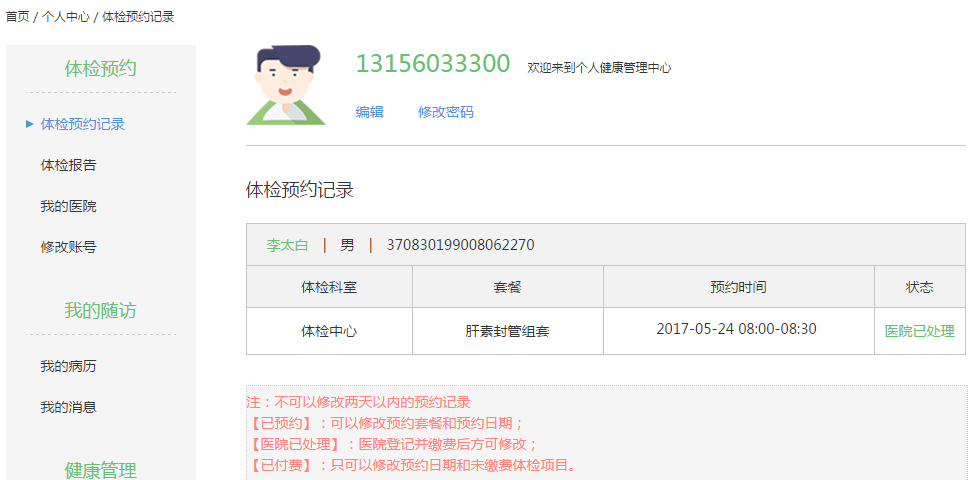 首页 / 个人中心 / 体检预约记录
体检预约
体检预约记录
体检报告
我的医院
修改账号
我的随访
我的病历
我的消息
健康管理
13156033300 欢迎来到个人健康管理中心
编辑 修改密码
体检预约记录
李太白 | 男 | 370830199008062270
体检科室 套餐 预约时间 状态
体检中心 肝素封管组套 2017-05-24 08:00-08:30 医院已处理
注：不可以修改两天以内的预约记录
【已预约】：可以修改预约套餐和预约日期；
【医院已处理】：医院登记并缴费后方可修改；
【已付费】：只可以修改预约日期和未缴费体检项目。